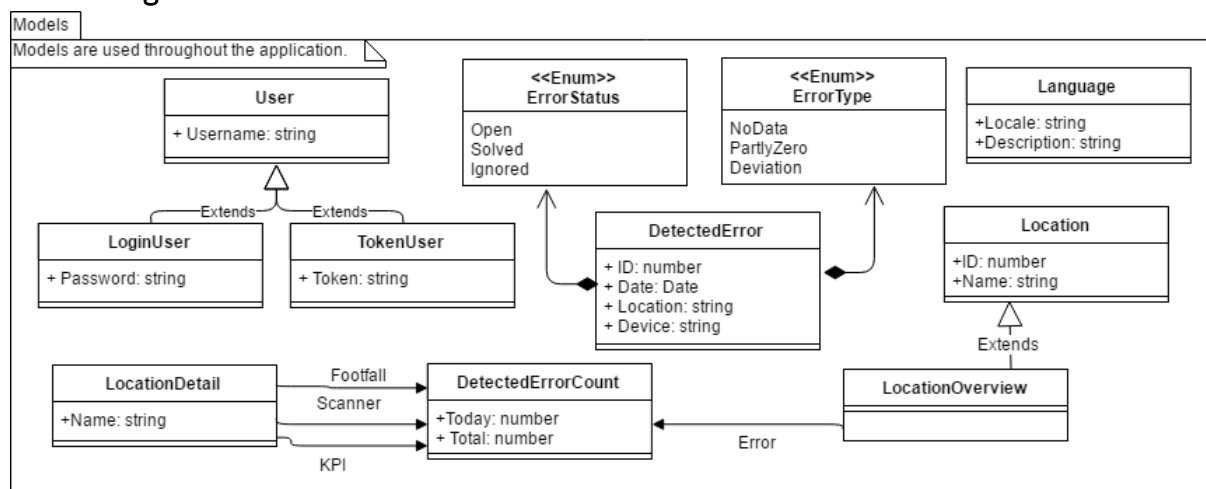 Models
Models are used throughout the application.
User
+ Username: string
<<Enum>>
ErrorStatus
Open
Solved
Ignored
<<Enum>>
ErrorType
NoData
PartlyZero
Deviation
Language
+Locale: string
+Description: string
Extends
Extends
LoginUser
+ Password: string
TokenUser
+ Token: string
DetectedError
+ ID: number
+ Date: Date
+ Location: string
+ Device: string
Location
+ID: number
+Name: string
Extends
LocationDetail
+Name: string
Footfall
Scanner
KPI
DetectedErrorCount
+Today: number
+ Total: number
Error
LocationOverview